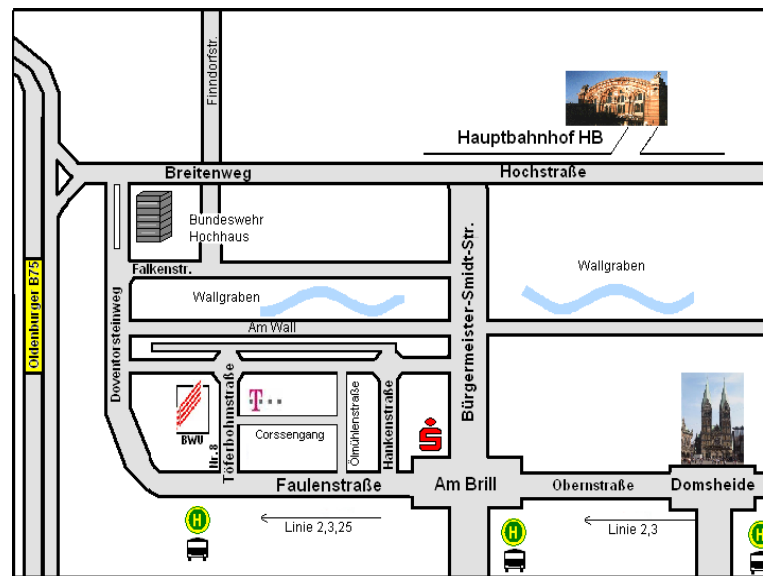 Finndorfstr.
Hauptbahnhof HB
Breitenweg
Hochstraße
Bundeswehr
Hochhaus
Falkenstr.
Wallgraben
Wallgraben
Am Wall
Oldenburger B75
Doventorsteinweg
Bürgermeister-Smidt-Str.
BWU
Nr.8
Töferbohmstraße
T
Corssengang
Ölmühlenstraße
Hankenstraße
Faulenstraße
Am Brill
Obernstraße
Domsheide
H
Linie 2,3,25
H
Linie 2,3
H